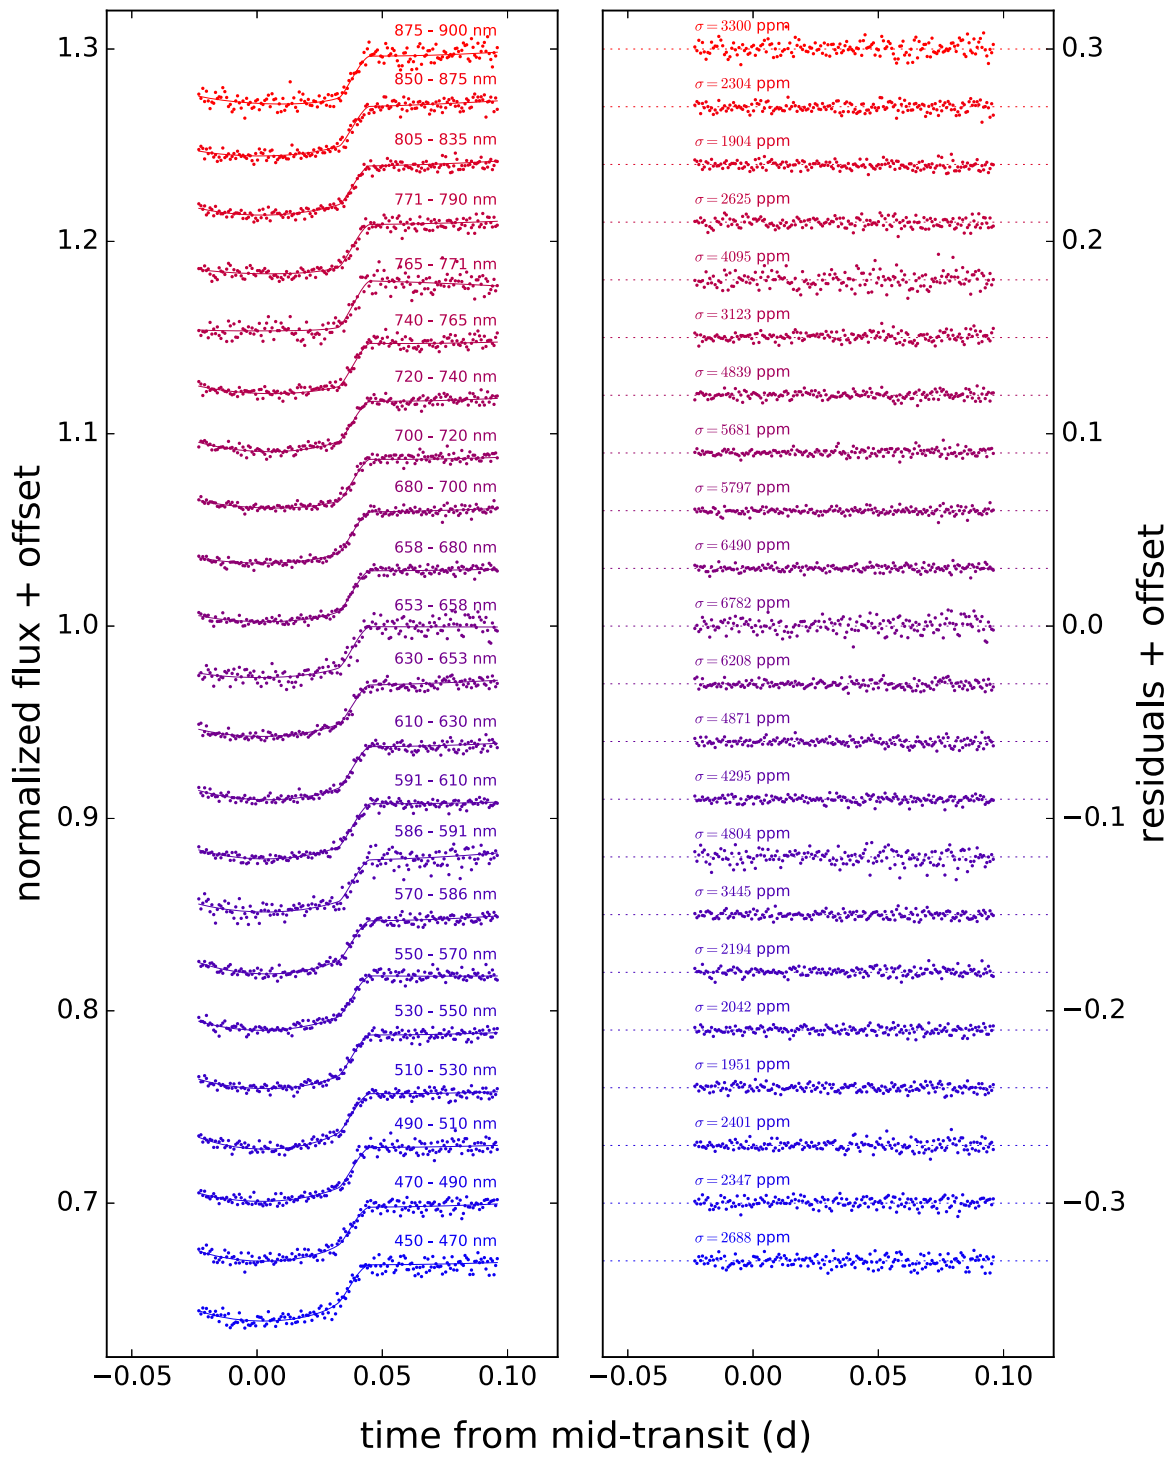 normalized flux + offset
1.3
1.2
1.1
1.0
0.9
0.8
0.7
875 - 900 nm
850 - 875 nm
805 - 835 nm
771 - 790 nm
765 - 771 nm
740 - 765 nm
720 - 740 nm
700 - 720 nm
680 - 700 nm
658 - 680 nm
653 - 658 nm
630 - 653 nm
610 - 630 nm
591 - 610 nm
586 - 591 nm
570 - 586 nm
550 - 570 nm
530 - 550 nm
510 - 530 nm
490 - 510 nm
470 - 490 nm
450 - 470 nm
−0.05 0.00 0.05 0.10
σ = 3300 ppm
σ = 2304 ppm
σ = 1904 ppm
σ = 2625 ppm
σ = 4095 ppm
σ = 3123 ppm
σ = 4839 ppm
σ = 5681 ppm
σ = 5797 ppm
σ = 6490 ppm
σ = 6782 ppm
σ = 6208 ppm
σ = 4871 ppm
σ = 4295 ppm
σ = 4804 ppm
σ = 3445 ppm
σ = 2194 ppm
σ = 2042 ppm
σ = 1951 ppm
σ = 2401 ppm
σ = 2347 ppm
σ = 2688 ppm
−0.05 0.00 0.05 0.10
0.3
0.2
0.1
0.0
−0.1
−0.2
−0.3
residuals + offset
time from mid-transit (d)